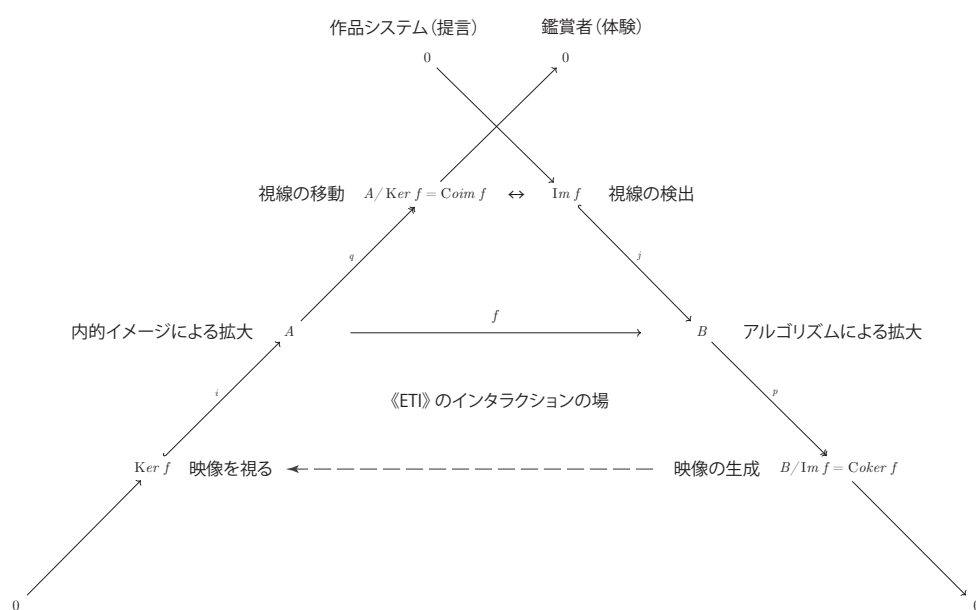 作品システム（提言） 鑑賞者（体験）
0 0
視線の移動 A/ Ker f = Coim f ↔ Im f 視線の検出
q j
内的イメージによる拡大 A f B アルゴリズムによる拡大
i p
《ETI》のインタラクションの場
Ker f 映像を視る 映像の生成 B/Im f = Coker f
0 0